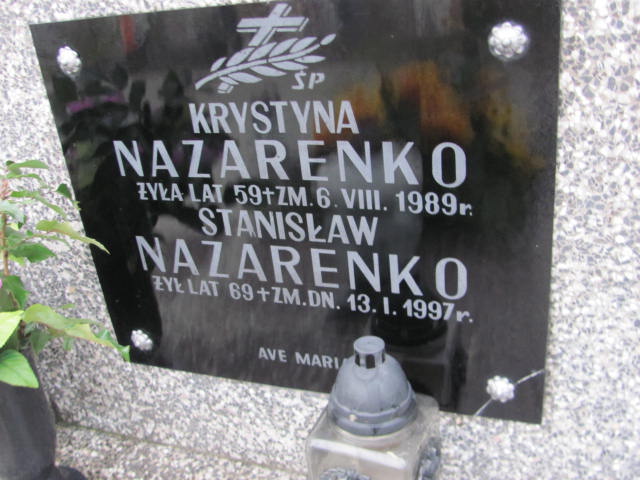 ŚP
KRYSTYNA
NAZARENKO
ŻYŁA LAT 59 † ZM. 6. VIII. 1989 r.
STANISŁAW
NAZARENKO
ŻYŁ LAT 69 † ZM. DN. 13. I. 1997 r.
AVE MARIA